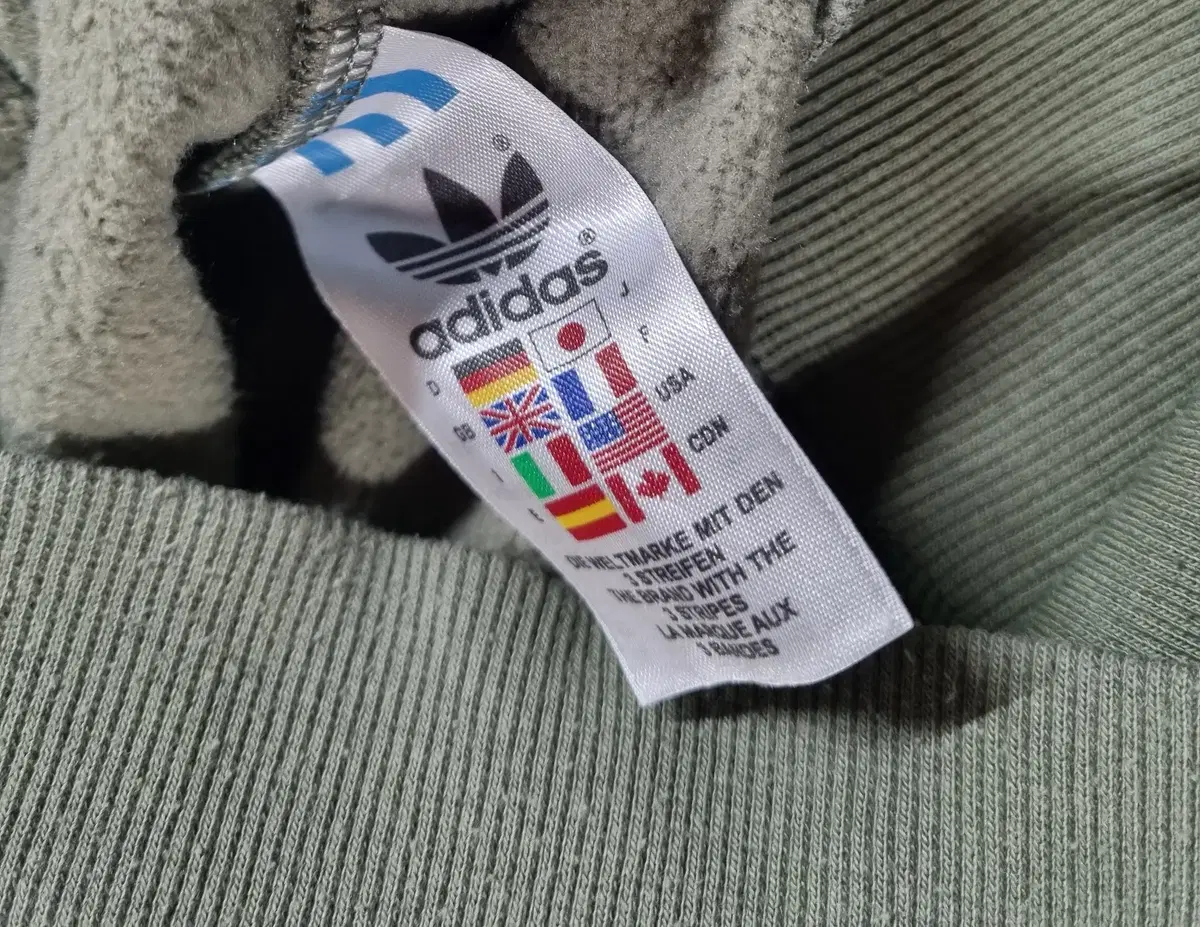 ®
adidas®
D J
GB F
I USA
E CDN
DIE WELTMARKE MIT DEN
3 STREIFEN
THE BRAND WITH THE
3 STRIPES
LA MARQUE AUX
3 BANDES